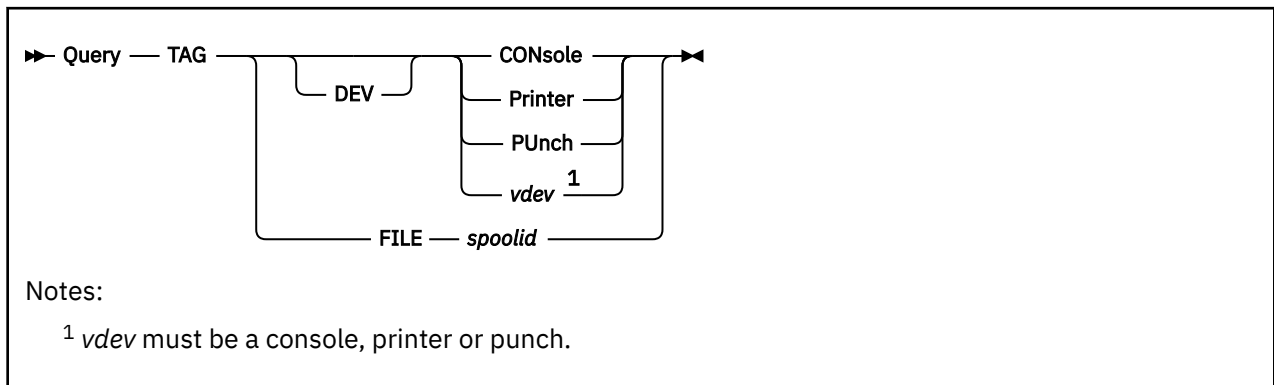 Query TAG CONsole
DEV Printer
PUnch
vdev 1
FILE spoolid
Notes:
1 vdev must be a console, printer or punch.